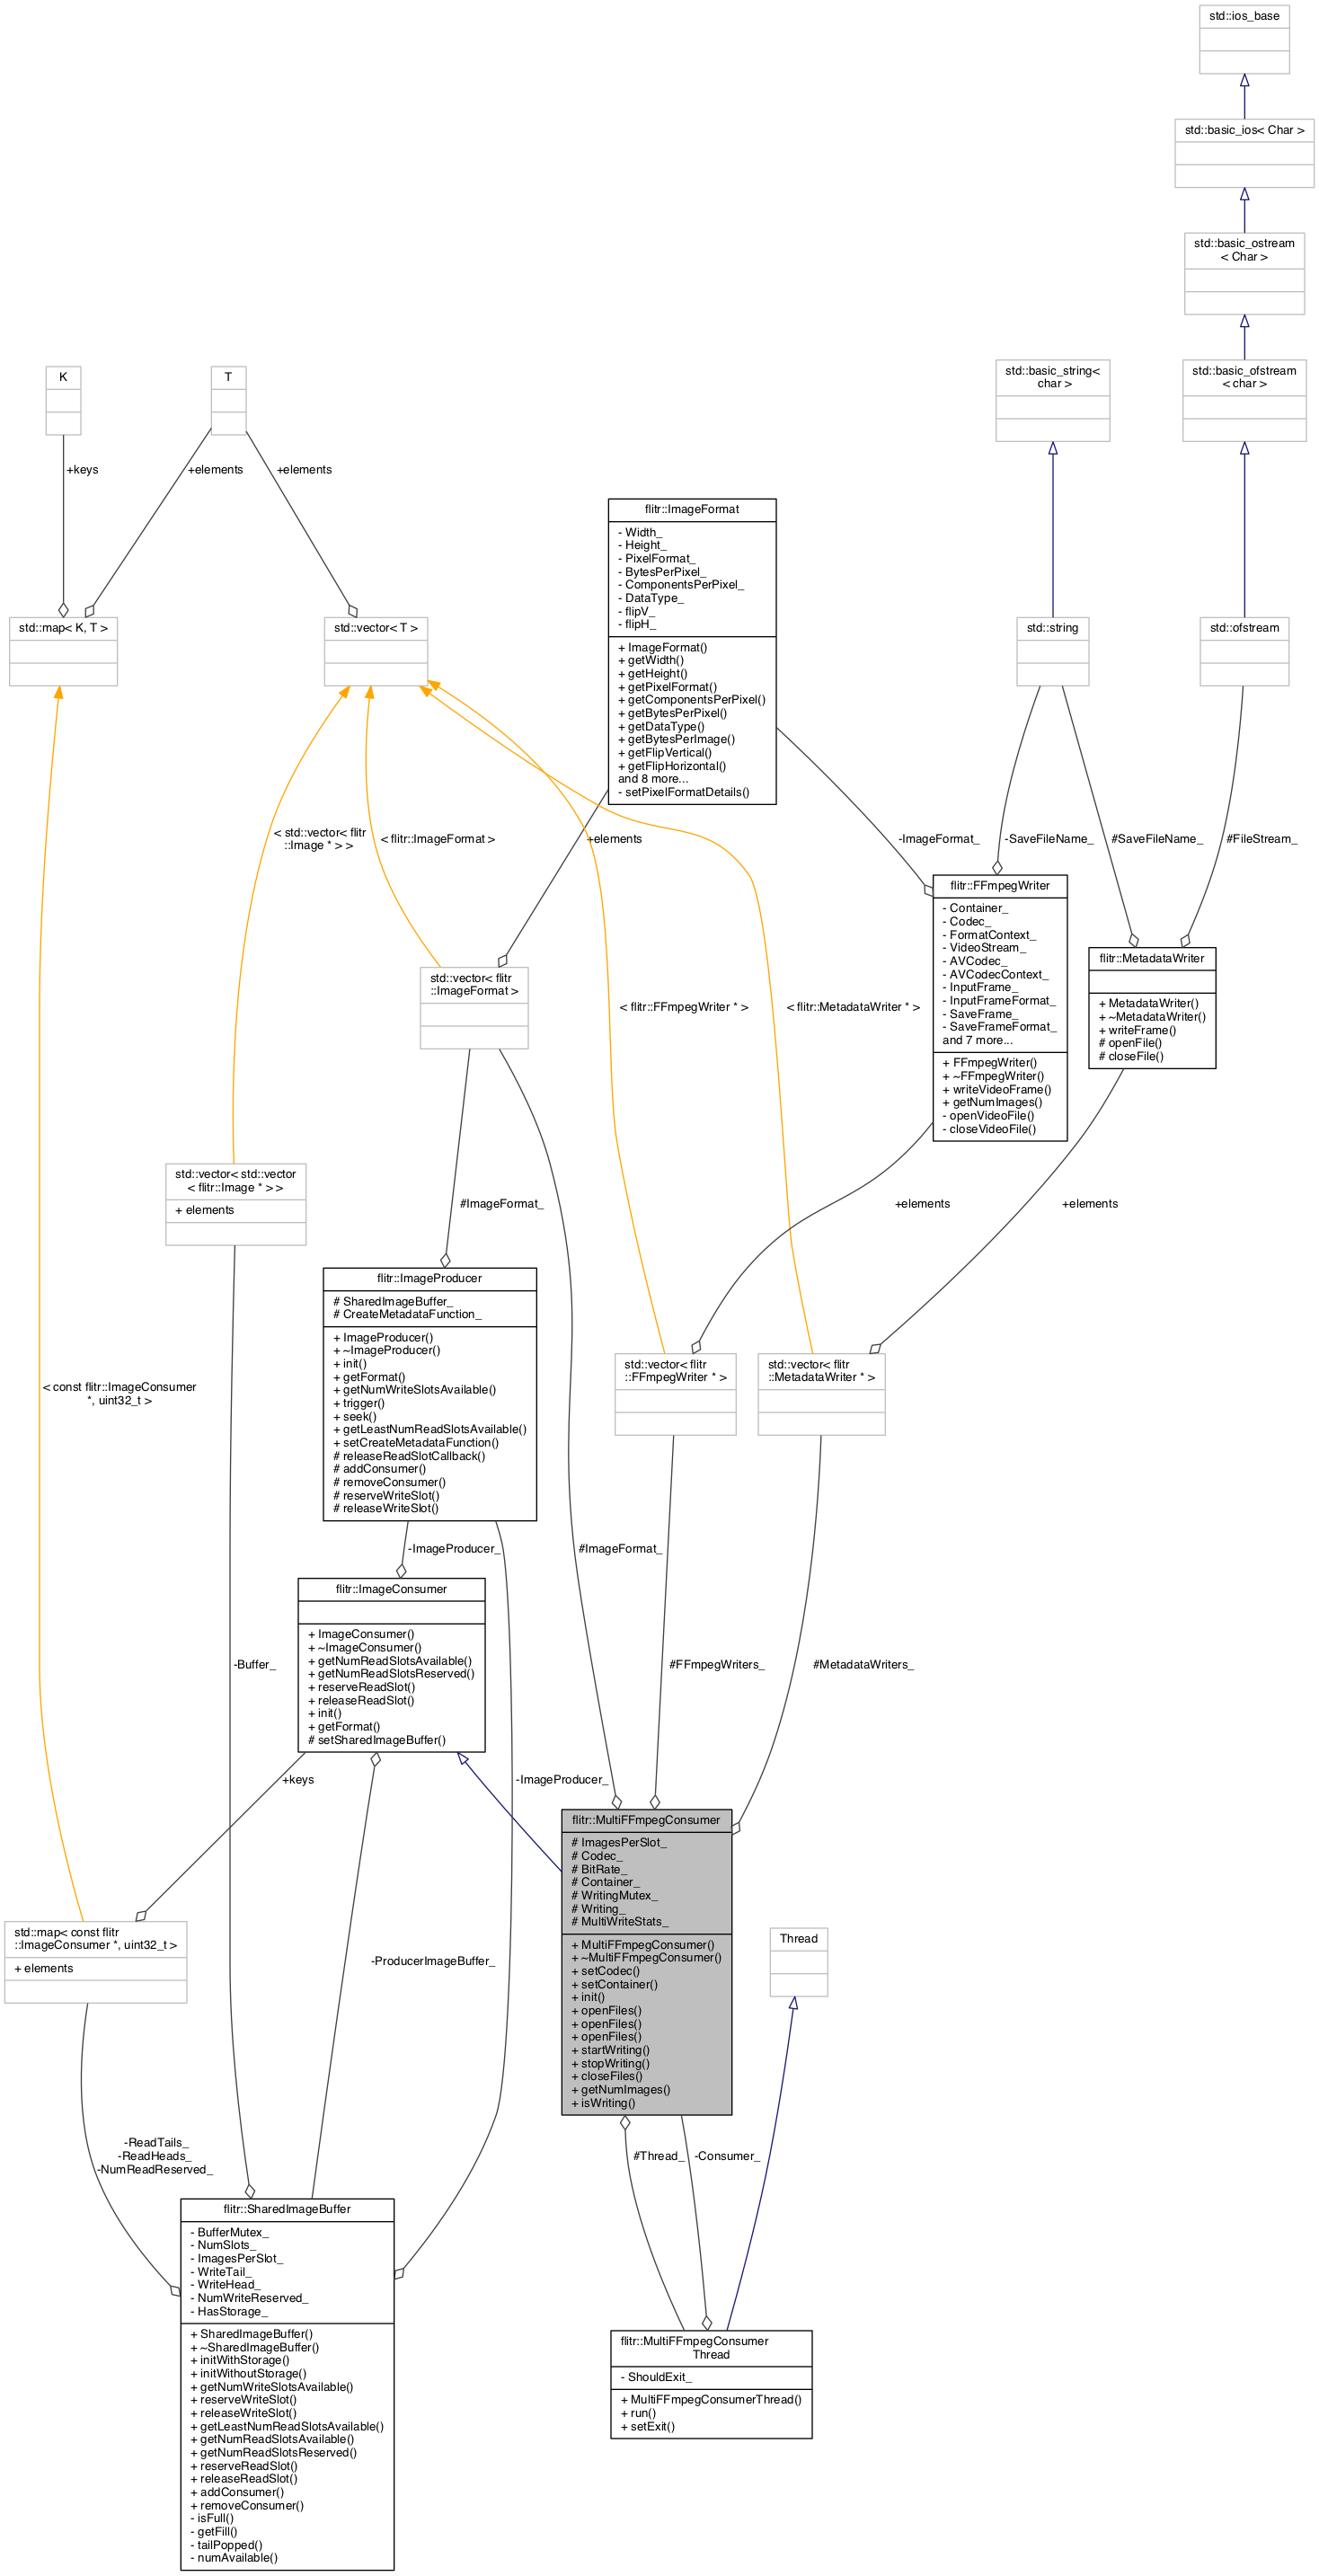 std::ios_base
std::basic_ios< Char >
std::basic_ostream
< Char >
std::basic_string<
char >
std::basic_ofstream
< char >
K
T
+keys
+elements
+elements
flitr::ImageFormat
- Width_
- Height_
- PixelFormat_
- BytesPerPixel_
- ComponentsPerPixel_
- DataType_
- flipV_
- flipH_
+ ImageFormat()
+ getWidth()
+ getHeight()
+ getPixelFormat()
+ getComponentsPerPixel()
+ getBytesPerPixel()
+ getDataType()
+ getBytesPerImage()
+ getFlipVertical()
+ getFlipHorizontal()
and 8 more...
- setPixelFormatDetails()
std::map< K, T >
std::vector< T >
std::string
std::ofstream
< std::vector< flitr
::Image * > >
< flitr::ImageFormat >
+elements
-ImageFormat_
-SaveFileName_
#SaveFileName_
#FileStream_
flitr::FFmpegWriter
- Container_
- Codec_
- FormatContext_
- VideoStream_
- AVCodec_
- AVCodecContext_
- InputFrame_
- InputFrameFormat_
- SaveFrame_
- SaveFrameFormat_
and 7 more...
+ FFmpegWriter()
+ ~FFmpegWriter()
+ writeVideoFrame()
+ getNumImages()
- openVideoFile()
- closeVideoFile()
flitr::MetadataWriter
+ MetadataWriter()
+ ~MetadataWriter()
+ writeFrame()
# openFile()
# closeFile()
std::vector< flitr
::ImageFormat >
< flitr::FFmpegWriter * >
< flitr::MetadataWriter * >
std::vector< std::vector
< flitr::Image * > >
+ elements
#ImageFormat_
+elements
+elements
flitr::ImageProducer
# SharedImageBuffer_
# CreateMetadataFunction_
+ ImageProducer()
+ ~ImageProducer()
+ init()
+ getFormat()
+ getNumWriteSlotsAvailable()
+ trigger()
+ seek()
+ getLeastNumReadSlotsAvailable()
+ setCreateMetadataFunction()
# releaseReadSlotCallback()
# addConsumer()
# removeConsumer()
# reserveWriteSlot()
# releaseWriteSlot()
std::vector< flitr
::FFmpegWriter * >
std::vector< flitr
::MetadataWriter * >
< const flitr::ImageConsumer
*, uint32_t >
-ImageProducer_
#ImageFormat_
flitr::ImageConsumer
+ ImageConsumer()
+ ~ImageConsumer()
+ getNumReadSlotsAvailable()
+ getNumReadSlotsReserved()
+ reserveReadSlot()
+ releaseReadSlot()
+ init()
+ getFormat()
# setSharedImageBuffer()
-Buffer_
#FFmpegWriters_
#MetadataWriters_
+keys
-ImageProducer_
flitr::MultiFFmpegConsumer
# ImagesPerSlot_
# Codec_
# BitRate_
# Container_
# WritingMutex_
# Writing_
# MultiWriteStats_
+ MultiFFmpegConsumer()
+ ~MultiFFmpegConsumer()
+ setCodec()
+ setContainer()
+ init()
+ openFiles()
+ openFiles()
+ openFiles()
+ startWriting()
+ stopWriting()
+ closeFiles()
+ getNumImages()
+ isWriting()
std::map< const flitr
::ImageConsumer *, uint32_t >
+ elements
-ProducerImageBuffer_
Thread
-ReadTails_
-ReadHeads_
-NumReadReserved_
#Thread_
-Consumer_
flitr::SharedImageBuffer
- BufferMutex_
- NumSlots_
- ImagesPerSlot_
- WriteTail_
- WriteHead_
- NumWriteReserved_
- HasStorage_
+ SharedImageBuffer()
+ ~SharedImageBuffer()
+ initWithStorage()
+ initWithoutStorage()
+ getNumWriteSlotsAvailable()
+ reserveWriteSlot()
+ releaseWriteSlot()
+ getLeastNumReadSlotsAvailable()
+ getNumReadSlotsAvailable()
+ getNumReadSlotsReserved()
+ reserveReadSlot()
+ releaseReadSlot()
+ addConsumer()
+ removeConsumer()
- isFull()
- getFill()
- tailPopped()
- numAvailable()
flitr::MultiFFmpegConsumer
Thread
- ShouldExit_
+ MultiFFmpegConsumerThread()
+ run()
+ setExit()